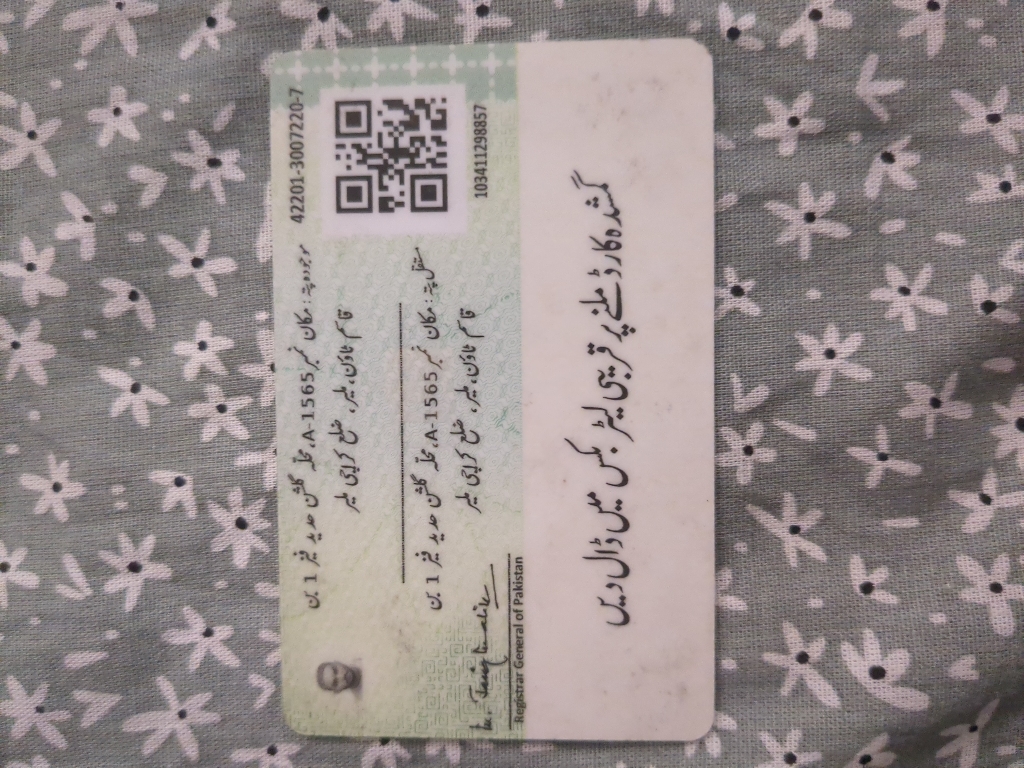 42201-3007220-7
موجودہ پتہ: مکان نمبر A-1565، محلہ گلشن حدید فیز 1 بن
قاسم ٹاؤن، ملیر، ضلع کراچی ملیر
103411298857
مستقل پتہ: مکان نمبر A-1565، محلہ گلشن حدید فیز 1 بن
قاسم ٹاؤن، ملیر، ضلع کراچی ملیر
Registrar General of Pakistan
گمشدہ کارڈ ملنے پر قریبی لیٹر بکس میں ڈال دیں